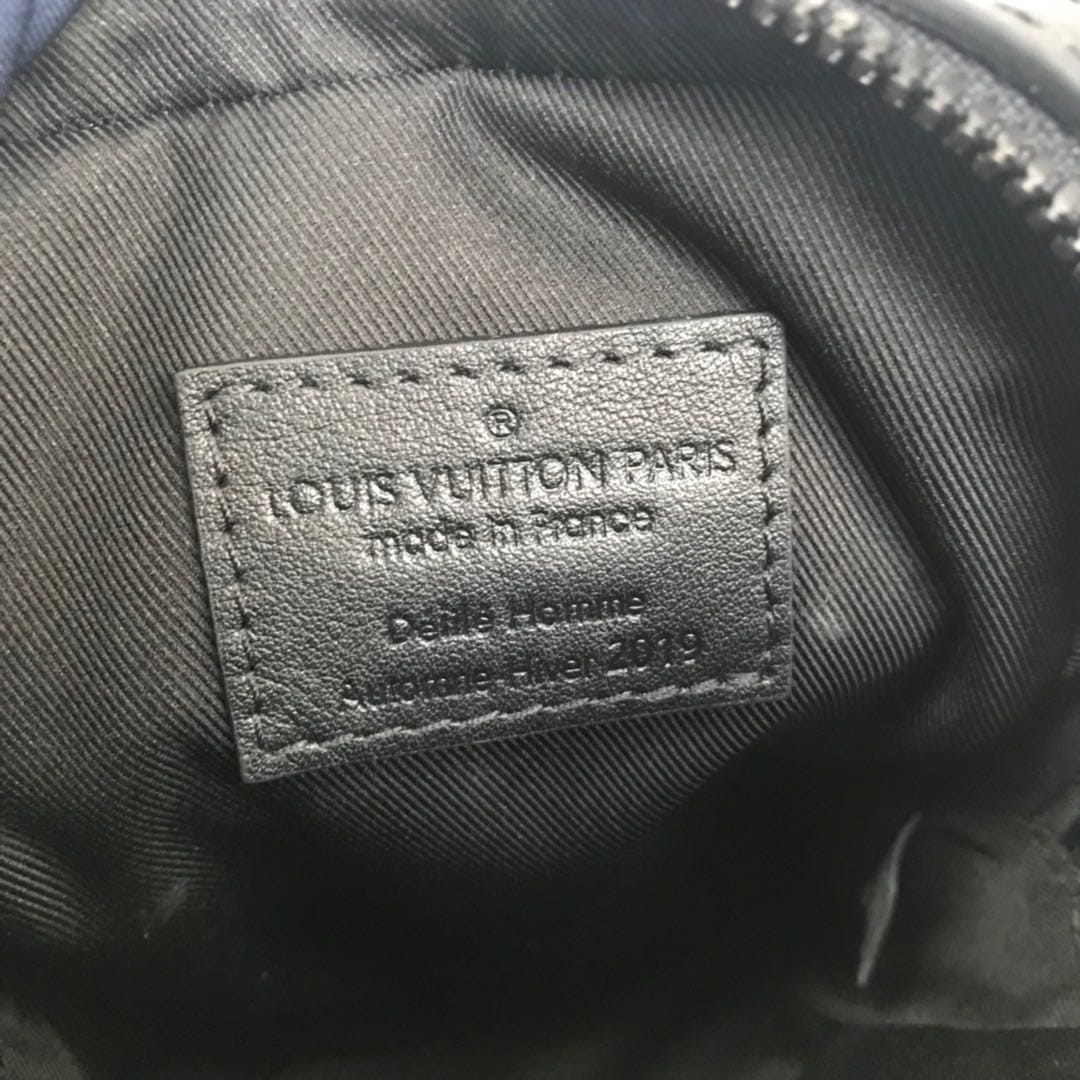 ®
LOUIS VUITTON PARIS
made in France
Défilé Homme
Automne-Hiver 2019